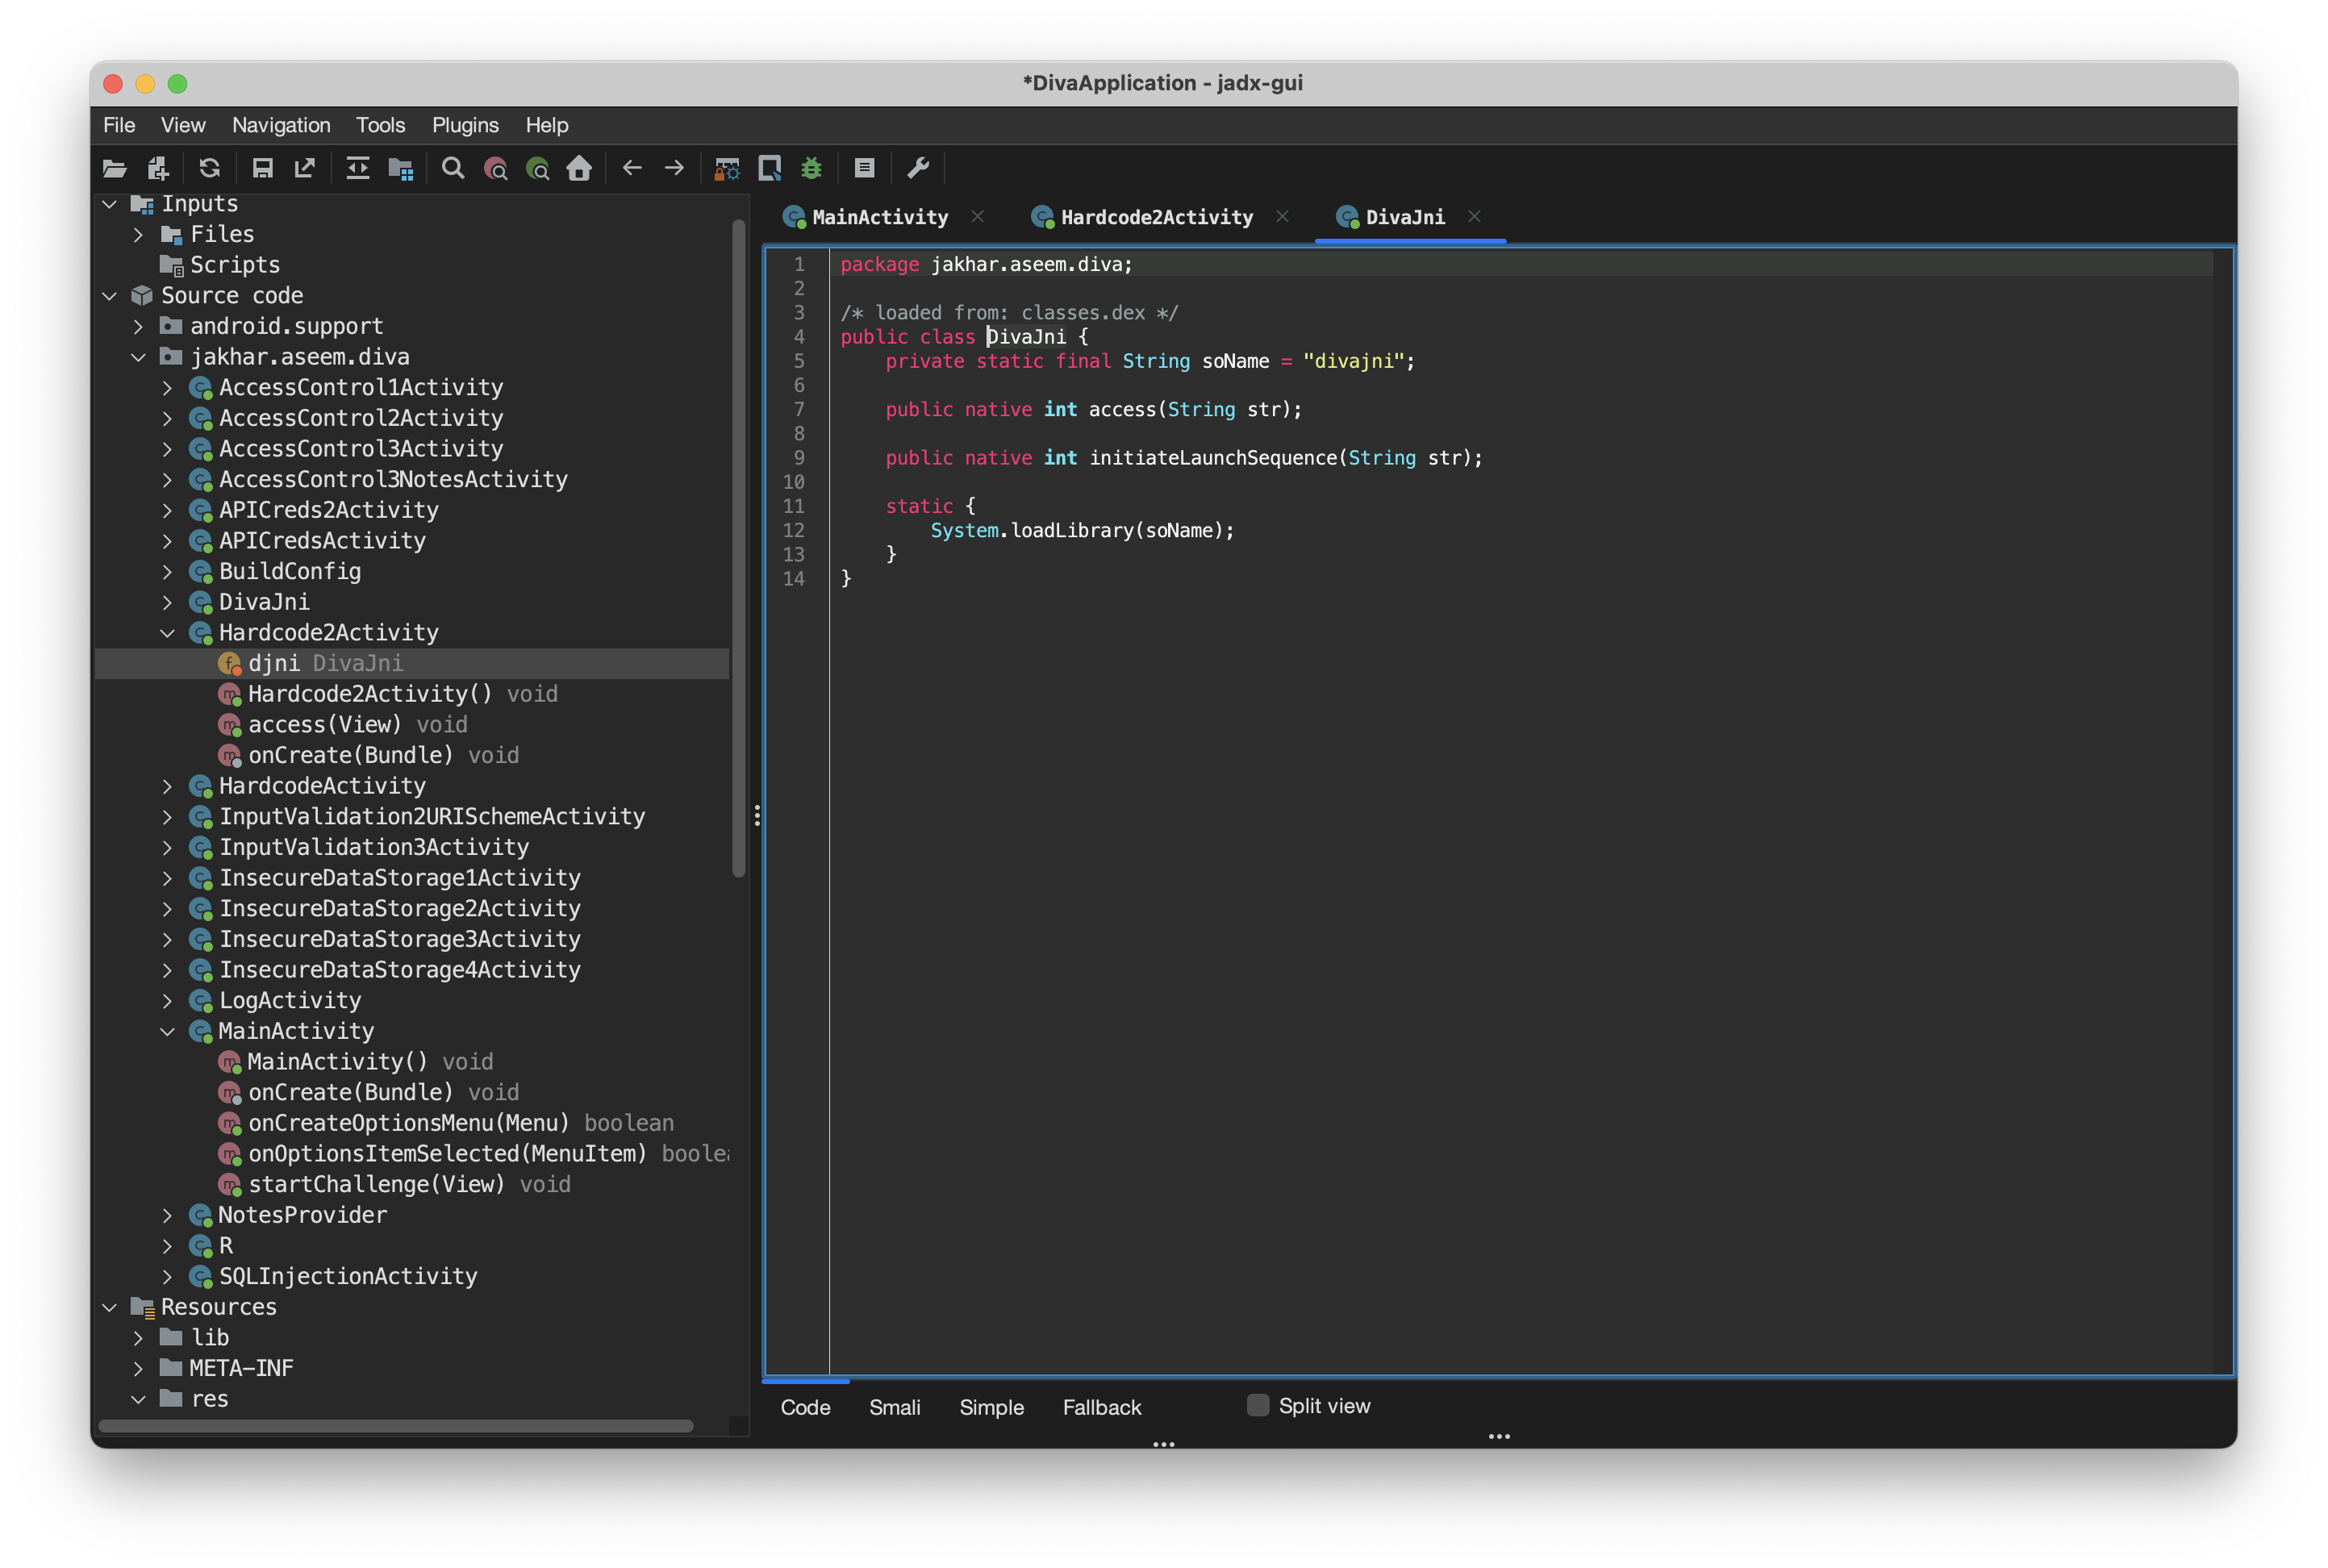 *DivaApplication - jadx-gui
File View Navigation Tools Plugins Help
Inputs
Files
Scripts
Source code
android.support
jakhar.aseem.diva
AccessControl1Activity
AccessControl2Activity
AccessControl3Activity
AccessControl3NotesActivity
APICreds2Activity
APICredsActivity
BuildConfig
DivaJni
Hardcode2Activity
djni DivaJni
Hardcode2Activity() void
access(View) void
onCreate(Bundle) void
HardcodeActivity
InputValidation2URISchemeActivity
InputValidation3Activity
InsecureDataStorage1Activity
InsecureDataStorage2Activity
InsecureDataStorage3Activity
InsecureDataStorage4Activity
LogActivity
MainActivity
MainActivity() void
onCreate(Bundle) void
onCreateOptionsMenu(Menu) boolean
onOptionsItemSelected(MenuItem) boolea
startChallenge(View) void
NotesProvider
R
SQLInjectionActivity
Resources
lib
META-INF
res
MainActivity Hardcode2Activity DivaJni
1 package jakhar.aseem.diva;
2
3 /* loaded from: classes.dex */
4 public class DivaJni {
5 private static final String soName = "divajni";
6
7 public native int access(String str);
8
9 public native int initiateLaunchSequence(String str);
10
11 static {
12 System.loadLibrary(soName);
13 }
14 }
Code Smali Simple Fallback Split view